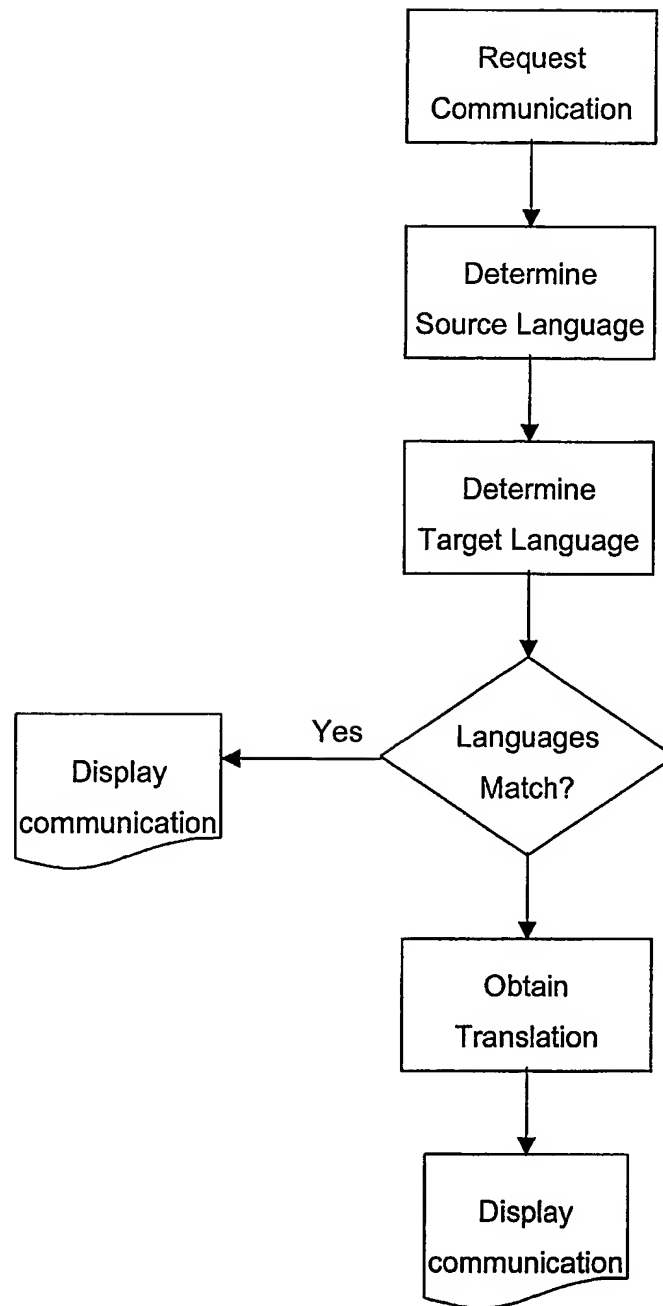 Request
Communication
Determine
Source Language
Determine
Target Language
Languages
Match?
Yes
Display
communication
Obtain
Translation
Display
communication